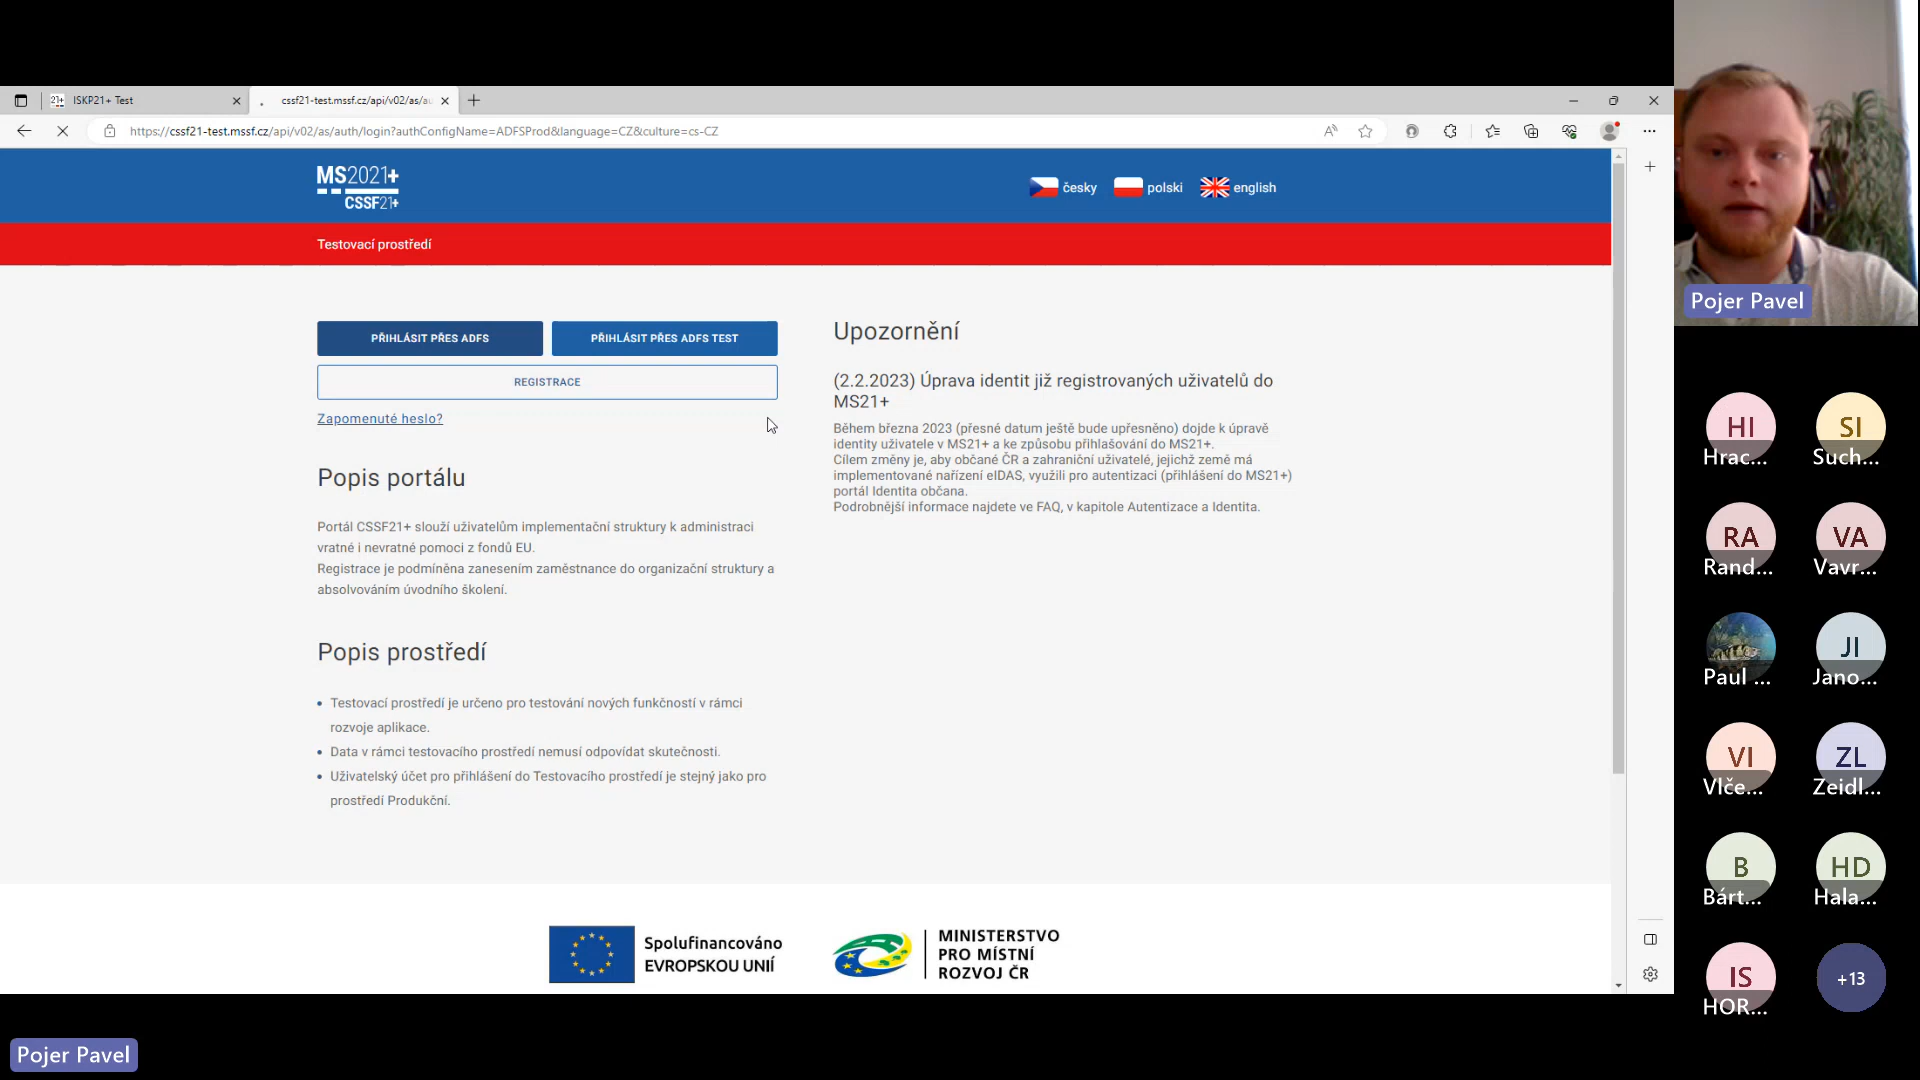 ISKP21+ Test
cssf21-test.mssf.cz/api/v02/as/au
https://cssf21-test.mssf.cz/api/v02/as/auth/login?authConfigName=ADFSProd&language=CZ&culture=cs-CZ
MS2021+
CSSF21+
česky
polski
english
Testovací prostředí
PŘIHLÁSIT PŘES ADFS
PŘIHLÁSIT PŘES ADFS TEST
REGISTRACE
Zapomenuté heslo?
Popis portálu
Portál CSSF21+ slouží uživatelům implementační struktury k administraci
vratné i nevratné pomoci z fondů EU.
Registrace je podmíněna zanesením zaměstnance do organizační struktury a
absolvováním úvodního školení.
Popis prostředí
Testovací prostředí je určeno pro testování nových funkčností v rámci
rozvoje aplikace.
Data v rámci testovacího prostředí nemusí odpovídat skutečnosti.
Uživatelský účet pro přihlášení do Testovacího prostředí je stejný jako pro
prostředí Produkční.
Upozornění
(2.2.2023) Úprava identit již registrovaných uživatelů do
MS21+
Během března 2023 (přesné datum ještě bude upřesněno) dojde k úpravě
identity uživatele v MS21+ a ke způsobu přihlašování do MS21+.
Cílem změny je, aby občané ČR a zahraniční uživatelé, jejichž země má
implementované nařízení eIDAS, využili pro autentizaci (přihlášení do MS21+)
portál Identita občana.
Podrobnější informace najdete ve FAQ, v kapitole Autentizace a Identita.
Spolufinancováno
EVROPSKOU UNIÍ
MINISTERSTVO
PRO MÍSTNÍ
ROZVOJ ČR
Pojer Pavel
HI
Hrac...
SI
Such...
RA
Rand...
VA
Vavr...
Paul ...
JI
Jano...
VI
Vlče...
ZL
Zeidl...
B
Bárt...
HD
Hala...
IS
HOR...
+13
Pojer Pavel